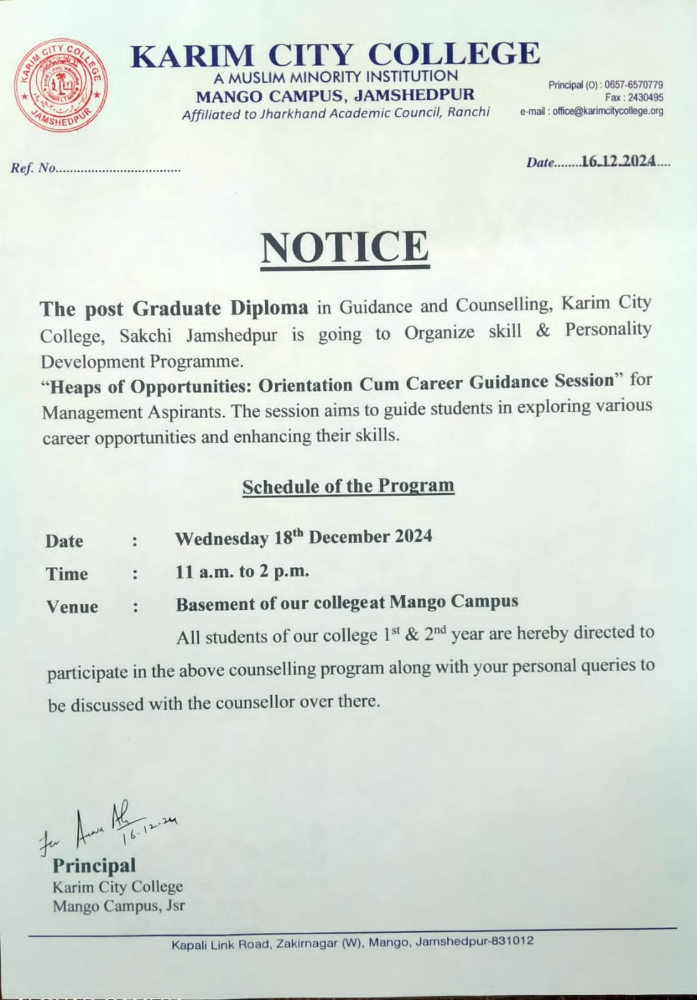 KARIM CITY COLLEGE
JAMSHEDPUR
KARIM CITY COLLEGE
A MUSLIM MINORITY INSTITUTION
MANGO CAMPUS, JAMSHEDPUR
Affiliated to Jharkhand Academic Council, Ranchi
Principal (O) : 0657-6570779
Fax : 2430495
e-mail : office@karimcitycollege.org
Ref. No...................................
Date........16.12.2024....
NOTICE
The post Graduate Diploma in Guidance and Counselling, Karim City
College, Sakchi Jamshedpur is going to Organize skill & Personality
Development Programme.
“Heaps of Opportunities: Orientation Cum Career Guidance Session” for
Management Aspirants. The session aims to guide students in exploring various
career opportunities and enhancing their skills.
Schedule of the Program
Date : Wednesday 18th December 2024
Time : 11 a.m. to 2 p.m.
Venue : Basement of our collegeat Mango Campus
All students of our college 1st & 2nd year are hereby directed to
participate in the above counselling program along with your personal queries to
be discussed with the counsellor over there.
For
16-12-24
Principal
Karim City College
Mango Campus, Jsr
Kapali Link Road, Zakirnagar (W), Mango, Jamshedpur-831012